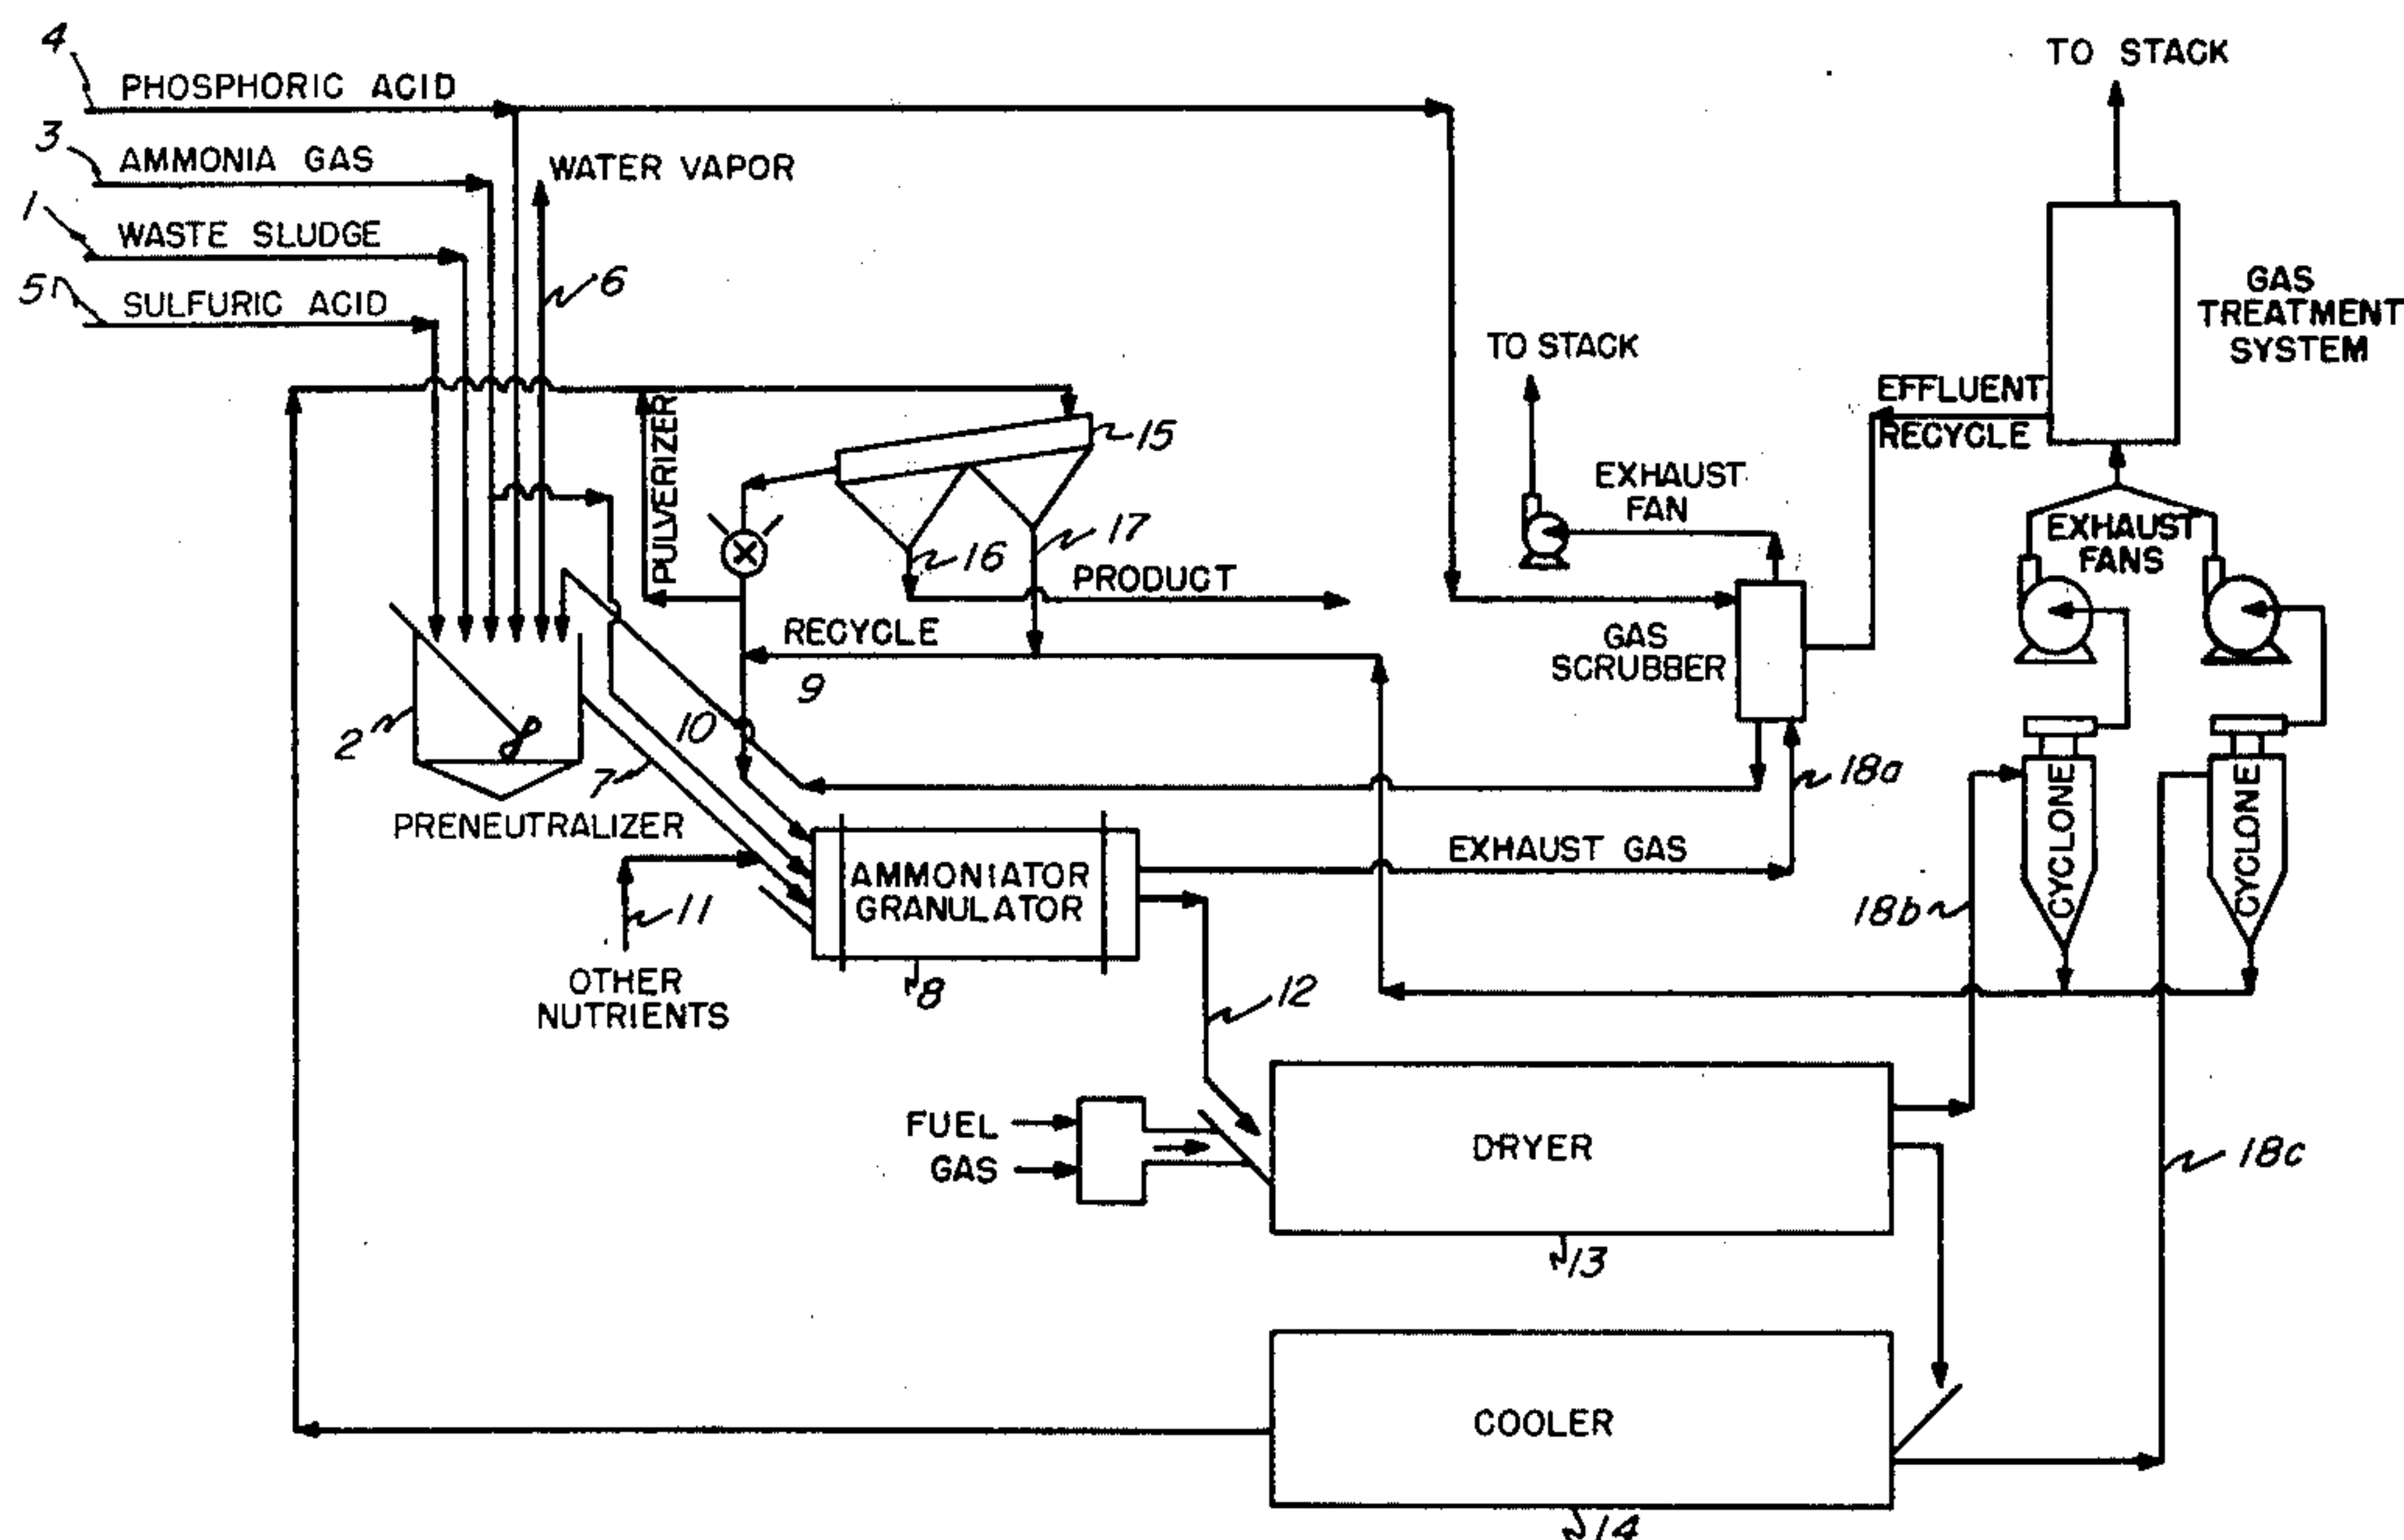 4
PHOSPHORIC ACID
3
AMMONIA GAS
1
WASTE SLUDGE
5
SULFURIC ACID
WATER VAPOR
6
TO STACK
GAS
TREATMENT
SYSTEM
TO STACK
EFFLUENT
RECYCLE
PULVERIZER
15
EXHAUST
FAN
EXHAUST
FANS
16
17
PRODUCT
RECYCLE
GAS
SCRUBBER
9
10
2
7
PRENEUTRALIZER
18a
CYCLONE
CYCLONE
EXHAUST GAS
AMMONIATOR
GRANULATOR
11
18b
OTHER
NUTRIENTS
8
12
FUEL
GAS
DRYER
18c
13
COOLER
14